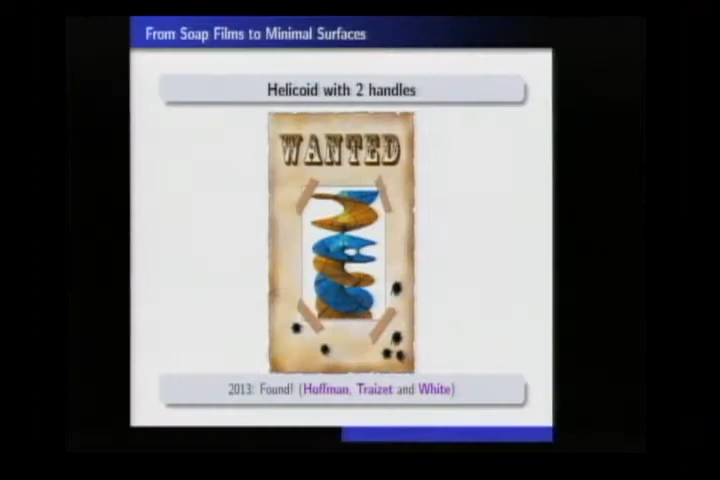 From Soap Films to Minimal Surfaces
Helicoid with 2 handles
WANTED
2013: Found! (Hoffman, Traizet and White)